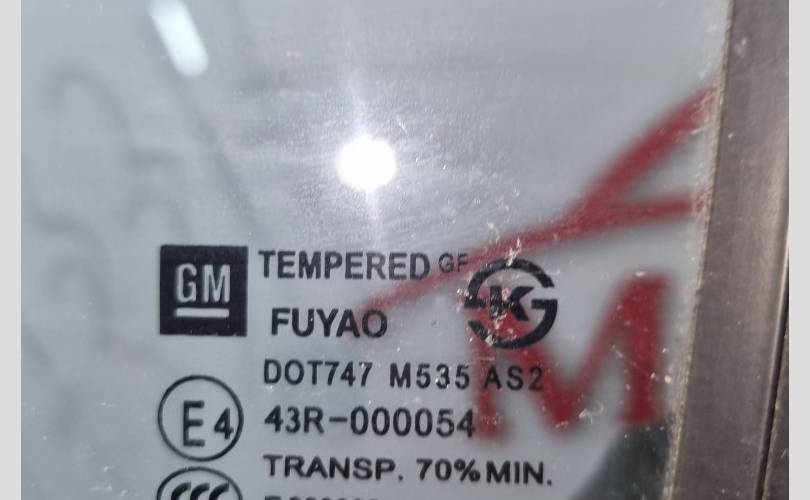 GM TEMPERED GF
FUYAO
DOT747 M535 AS2
E4 43R-000054
TRANSP. 70% MIN.